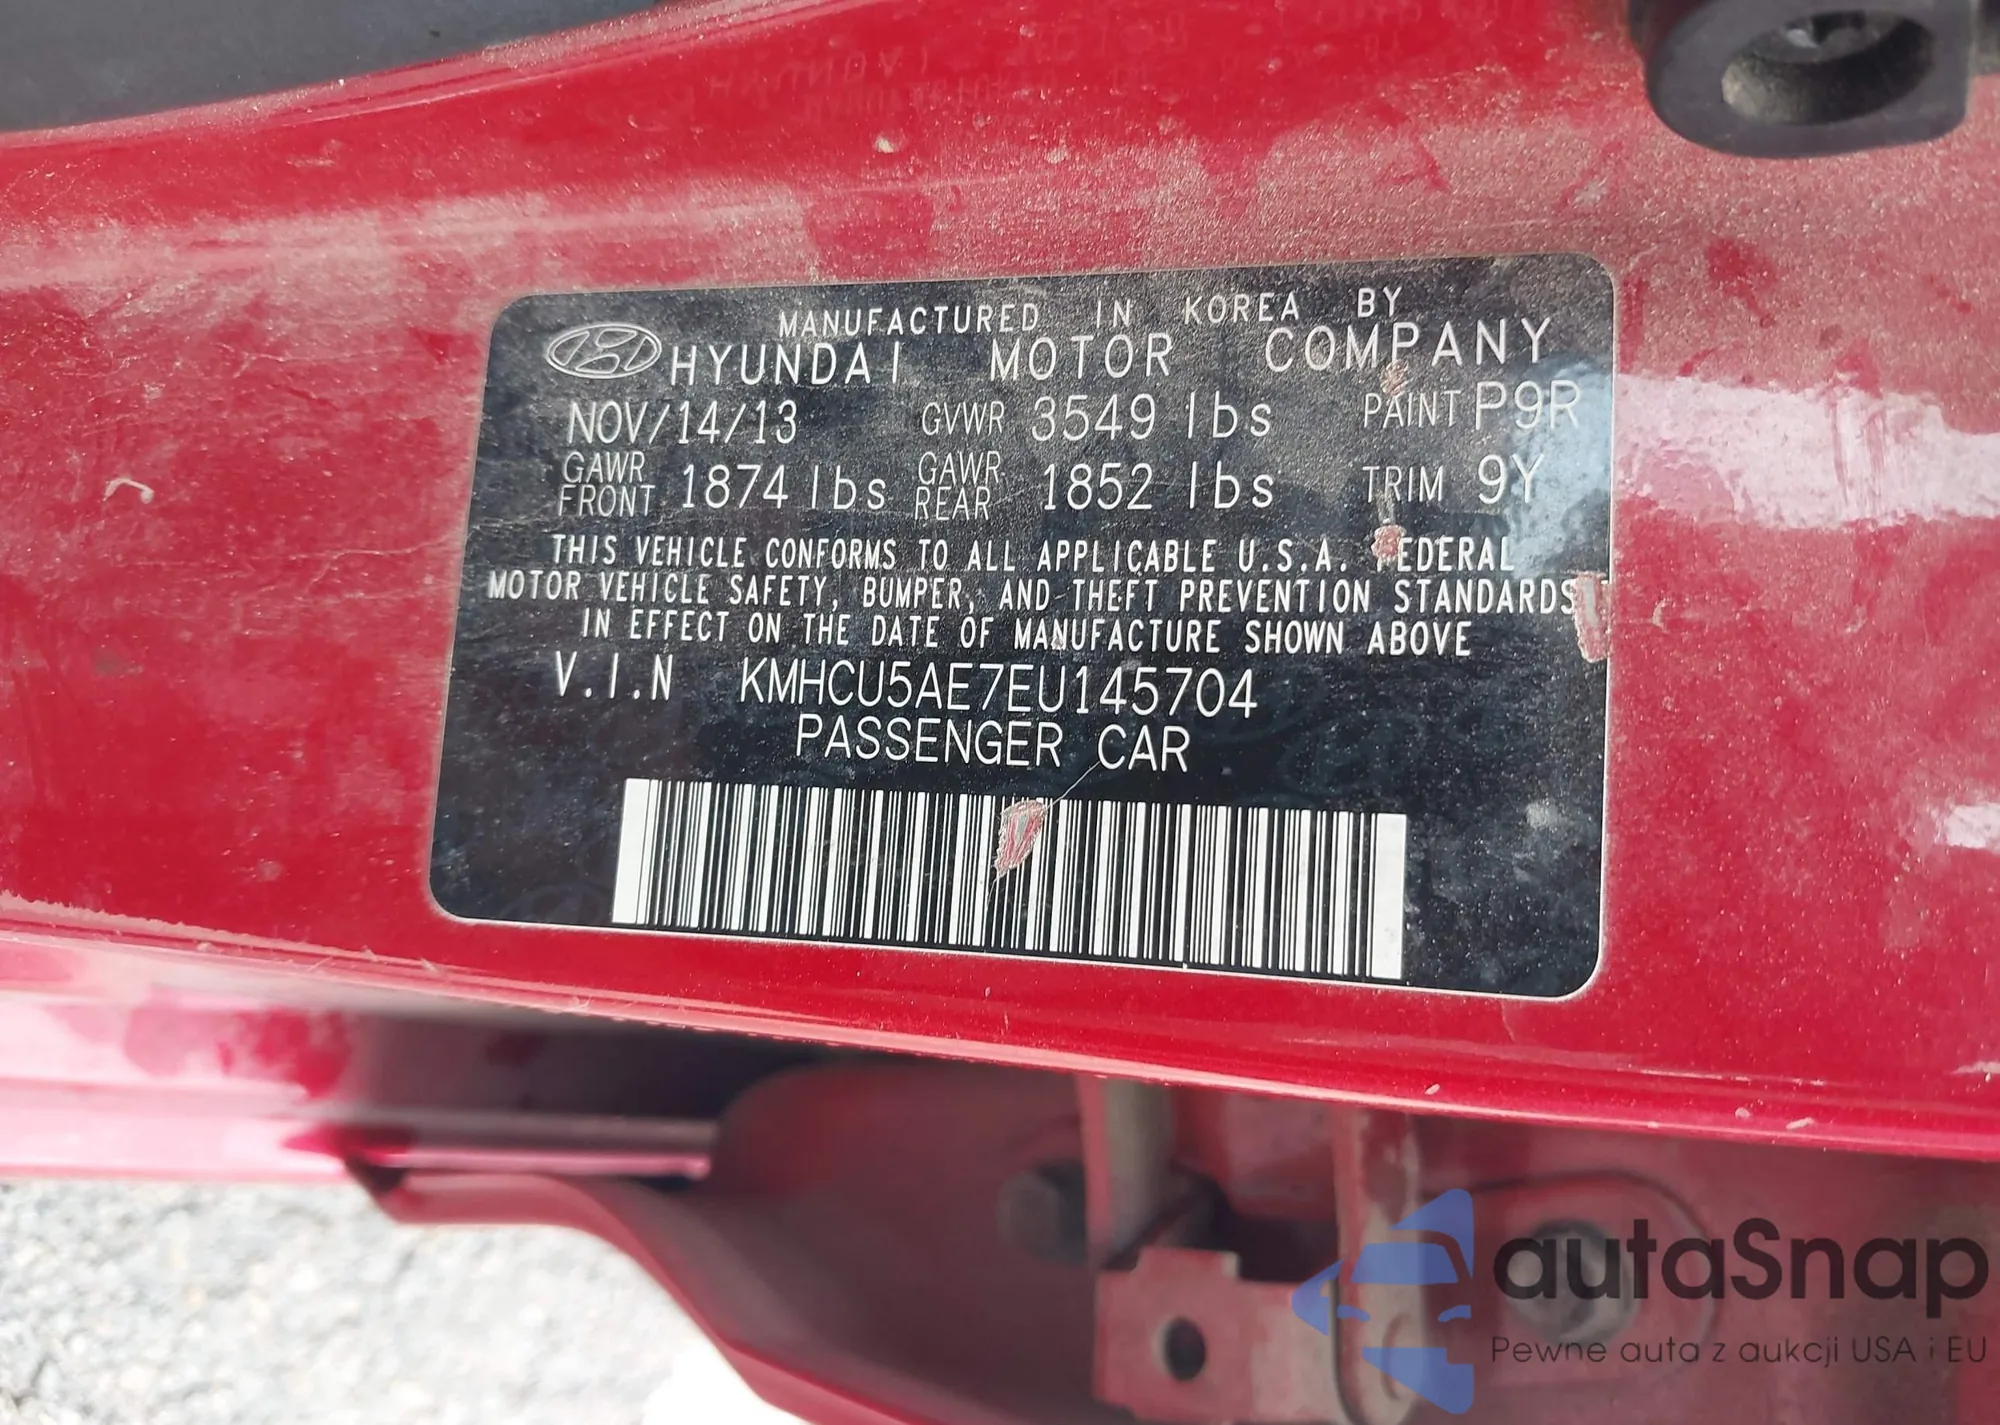 MANUFACTURED IN KOREA BY
HYUNDAI MOTOR COMPANY
NOV/14/13 GVWR 3549 lbs PAINT P9R
GAWR FRONT 1874 lbs GAWR REAR 1852 lbs TRIM 9Y
THIS VEHICLE CONFORMS TO ALL APPLICABLE U.S.A. FEDERAL
MOTOR VEHICLE SAFETY, BUMPER, AND THEFT PREVENTION STANDARDS
IN EFFECT ON THE DATE OF MANUFACTURE SHOWN ABOVE
V.I.N KMHCU5AE7EU145704
PASSENGER CAR
autaSnap
Pewne auta z aukcji USA i EU